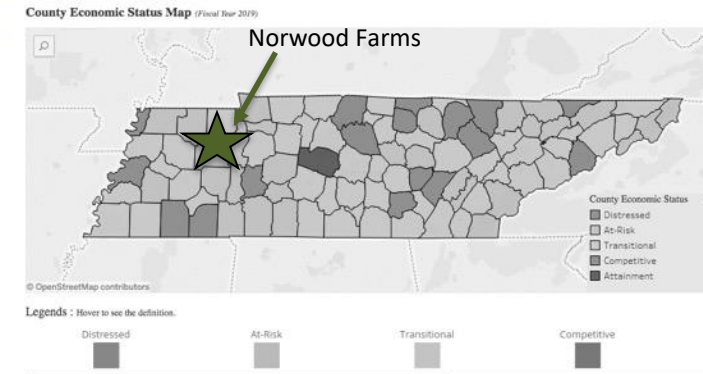 County Economic Status Map (Fiscal Year 2019)
Norwood Farms
County Economic Status
Distressed
At-Risk
Transitional
Competitive
Attainment
© OpenStreetMap contributors
Legends : Hover to see the definition.
Distressed At-Risk Transitional Competitive